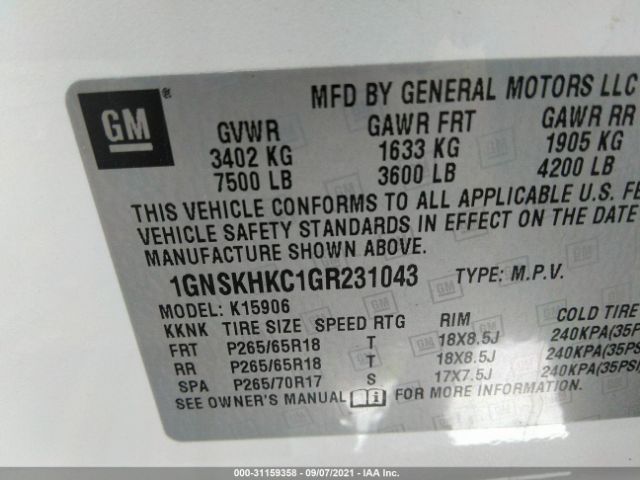 GM®
MFD BY GENERAL MOTORS LLC
GVWR GAWR FRT GAWR RR
3402 KG 1633 KG 1905 KG
7500 LB 3600 LB 4200 LB
THIS VEHICLE CONFORMS TO ALL APPLICABLE U.S. FE
VEHICLE SAFETY STANDARDS IN EFFECT ON THE DATE
MANUFACTURE SHOWN ABOVE.
1GNSKHKC1GR231043 TYPE: M.P.V.
MODEL: K15906
KKNK TIRE SIZE SPEED RTG RIM COLD TIRE
FRT P265/65R18 T 18X8.5J 240KPA(35PS
RR P265/65R18 T 18X8.5J 240KPA(35PSI
SPA P265/70R17 S 17X7.5J 240KPA(35PSI)
SEE OWNER'S MANUAL FOR MORE INFORMATION.
000-31159358 - 09/07/2021 - IAA Inc.